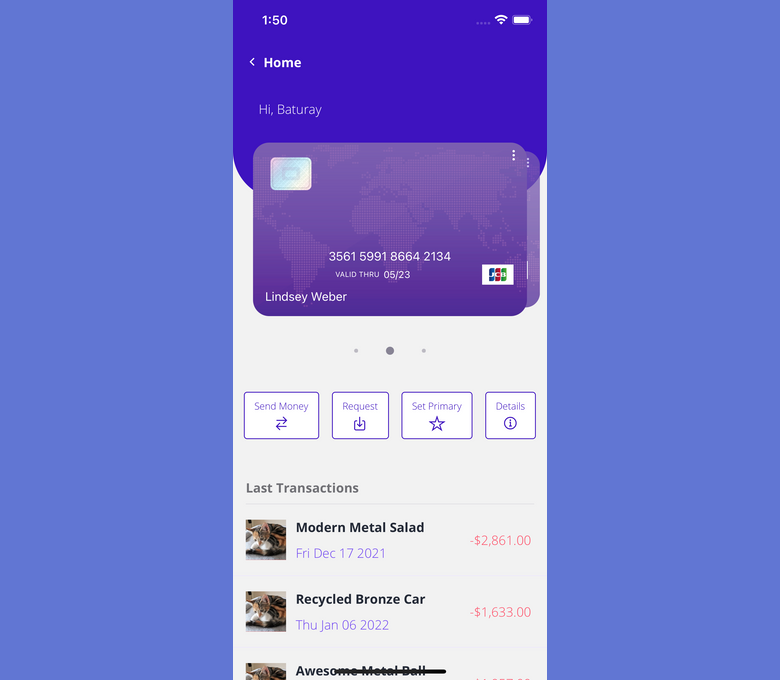 1:50
Home
Hi, Baturay
3561 5991 8664 2134
VALID THRU 05/23
JCB
Lindsey Weber
Send Money
Request
Set Primary
Details
Last Transactions
Modern Metal Salad
-$2,861.00
Fri Dec 17 2021
Recycled Bronze Car
-$1,633.00
Thu Jan 06 2022
Awesome Metal Ball